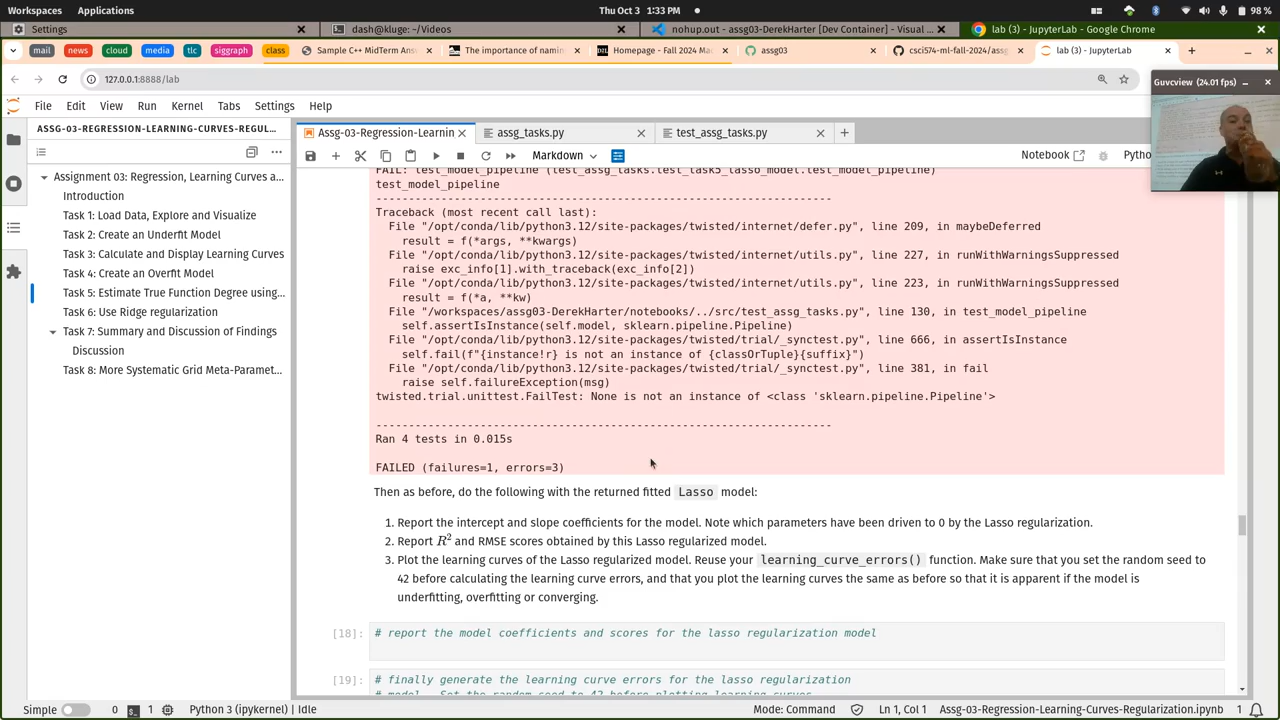 Workspaces Applications Thu Oct 3 1:33 PM 98 %
Settings dash@kluge: ~/Videos nohup.out - assg03-DerekHarter [Dev Container] - Visual ... lab (3) - JupyterLab - Google Chrome
mail news cloud media tlc siggraph class Sample C++ MidTerm Ans The importance of namin Homepage - Fall 2024 Mac assg03 csci574-ml-fall-2024/assg lab (3) - JupyterLab
127.0.0.1:8888/lab
Guvcview (24.01 fps)
File Edit View Run Kernel Tabs Settings Help
ASSG-03-REGRESSION-LEARNING-CURVES-REGUL...
Assg-03-Regression-Learnin assg_tasks.py test_assg_tasks.py
Markdown Notebook Pytho
Assignment 03: Regression, Learning Curves a...
Introduction
Task 1: Load Data, Explore and Visualize
Task 2: Create an Underfit Model
Task 3: Calculate and Display Learning Curves
Task 4: Create an Overfit Model
Task 5: Estimate True Function Degree using...
Task 6: Use Ridge regularization
Task 7: Summary and Discussion of Findings
Discussion
Task 8: More Systematic Grid Meta-Paramet...
FAIL: test_model_pipeline (test_assg_tasks.test_task5_lasso_model.test_model_pipeline)
test_model_pipeline
----------------------------------------------------------------------
Traceback (most recent call last):
File "/opt/conda/lib/python3.12/site-packages/twisted/internet/defer.py", line 209, in maybeDeferred
result = f(*args, **kwargs)
File "/opt/conda/lib/python3.12/site-packages/twisted/internet/utils.py", line 227, in runWithWarningsSuppressed
raise exc_info[1].with_traceback(exc_info[2])
File "/opt/conda/lib/python3.12/site-packages/twisted/internet/utils.py", line 223, in runWithWarningsSuppressed
result = f(*a, **kw)
File "/workspaces/assg03-DerekHarter/notebooks/../src/test_assg_tasks.py", line 130, in test_model_pipeline
self.assertIsInstance(self.model, sklearn.pipeline.Pipeline)
File "/opt/conda/lib/python3.12/site-packages/twisted/trial/_synctest.py", line 666, in assertIsInstance
self.fail(f"{instance!r} is not an instance of {classOrTuple}{suffix}")
File "/opt/conda/lib/python3.12/site-packages/twisted/trial/_synctest.py", line 381, in fail
raise self.failureException(msg)
twisted.trial.unittest.FailTest: None is not an instance of <class 'sklearn.pipeline.Pipeline'>
----------------------------------------------------------------------
Ran 4 tests in 0.015s
FAILED (failures=1, errors=3)
Then as before, do the following with the returned fitted Lasso model:
1. Report the intercept and slope coefficients for the model. Note which parameters have been driven to 0 by the Lasso regularization.
2. Report R² and RMSE scores obtained by this Lasso regularized model.
3. Plot the learning curves of the Lasso regularized model. Reuse your learning_curve_errors() function. Make sure that you set the random seed to
42 before calculating the learning curve errors, and that you plot the learning curves the same as before so that it is apparent if the model is
underfitting, overfitting or converging.
[18]: # report the model coefficients and scores for the lasso regularization model
[19]: # finally generate the learning curve errors for the lasso regularization
# model. Set the random seed to 42 before plotting learning curves
Simple 0 1 Python 3 (ipykernel) | Idle Mode: Command Ln 1, Col 1 Assg-03-Regression-Learning-Curves-Regularization.ipynb 1